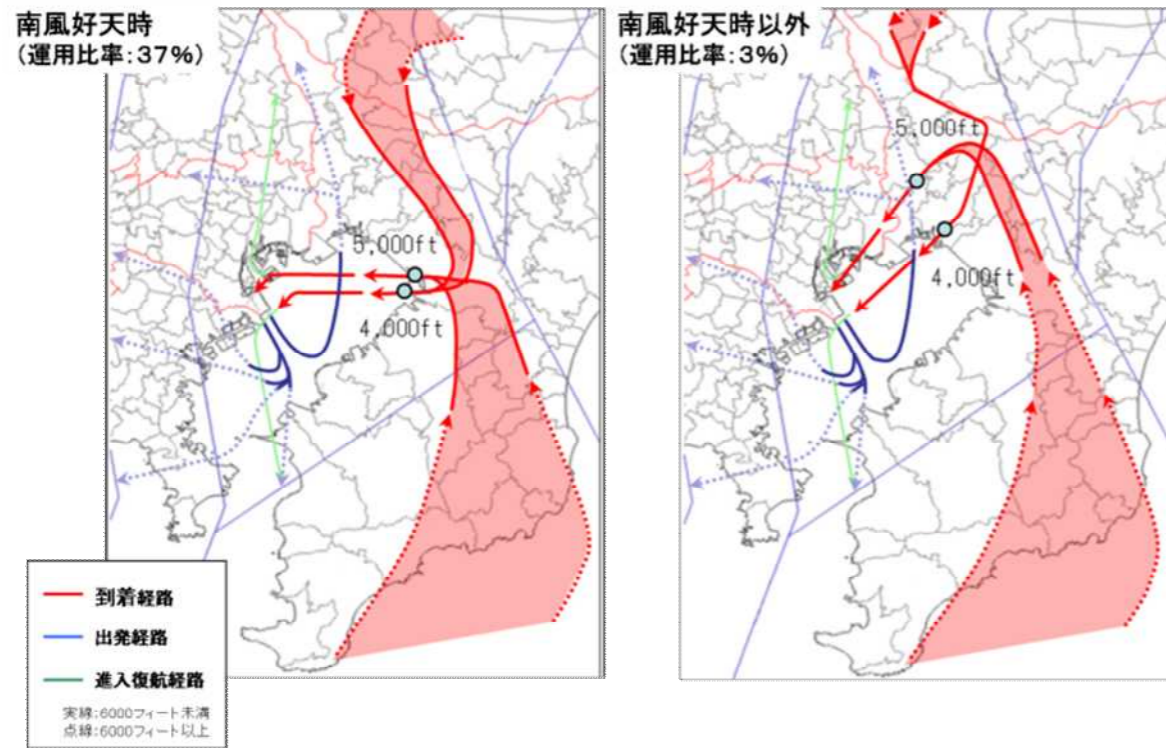 南風好天時
(運用比率:37%)
5,000ft
4,000ft
南風好天時以外
(運用比率:3%)
5,000ft
4,000ft
到着経路
出発経路
進入復航経路
実線:6000フィート未満
点線:6000フィート以上